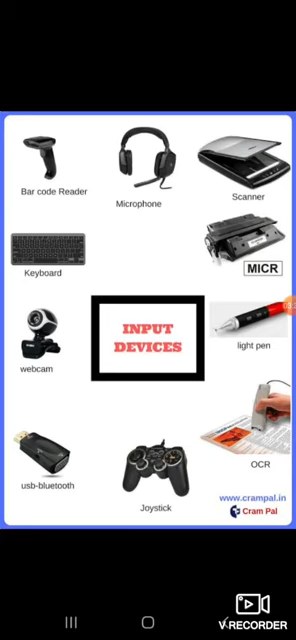 Bar code Reader
Microphone
Scanner
Keyboard
MICR
webcam
INPUT
DEVICES
light pen
usb-bluetooth
Joystick
OCR
www.crampal.in
Cram Pal
V RECORDER